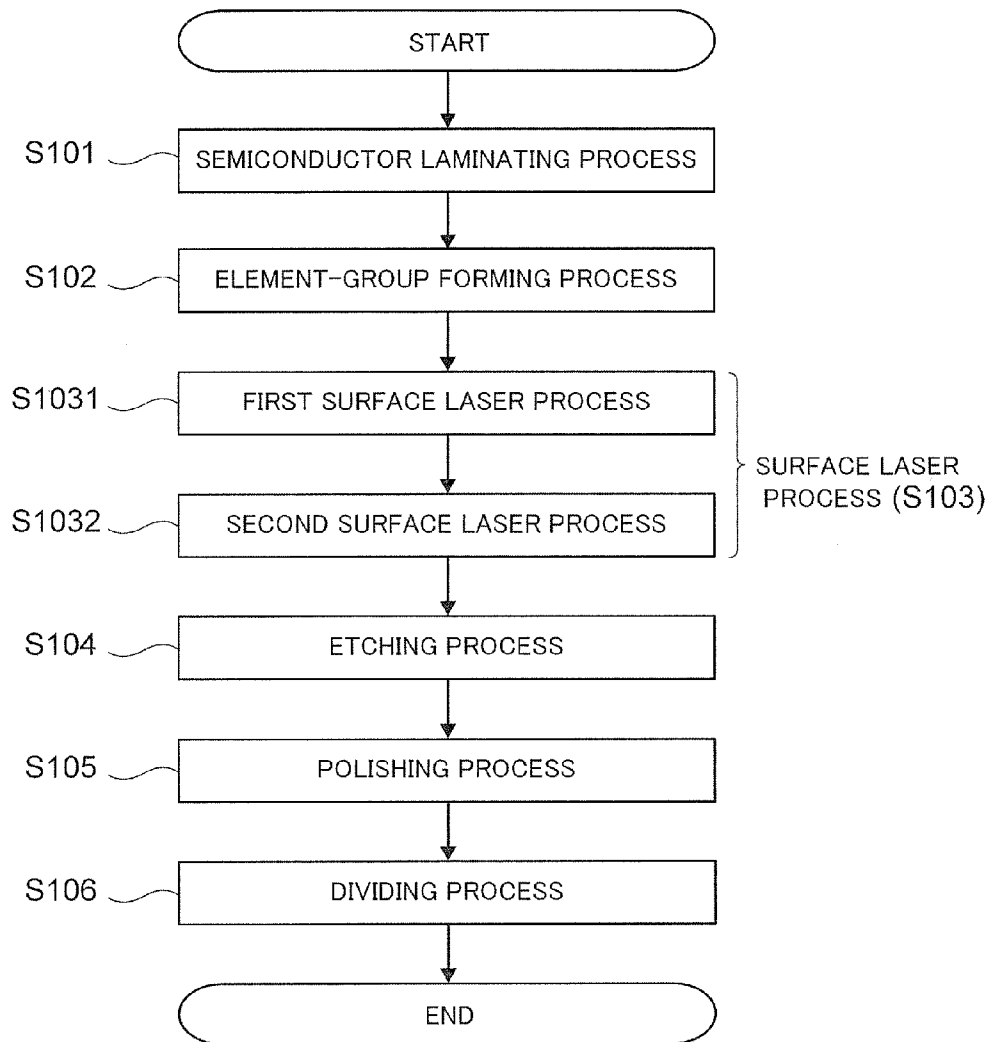 START
S101
SEMICONDUCTOR LAMINATING PROCESS
S102
ELEMENT-GROUP FORMING PROCESS
S1031
FIRST SURFACE LASER PROCESS
SURFACE LASER
PROCESS (S103)
S1032
SECOND SURFACE LASER PROCESS
S104
ETCHING PROCESS
S105
POLISHING PROCESS
S106
DIVIDING PROCESS
END